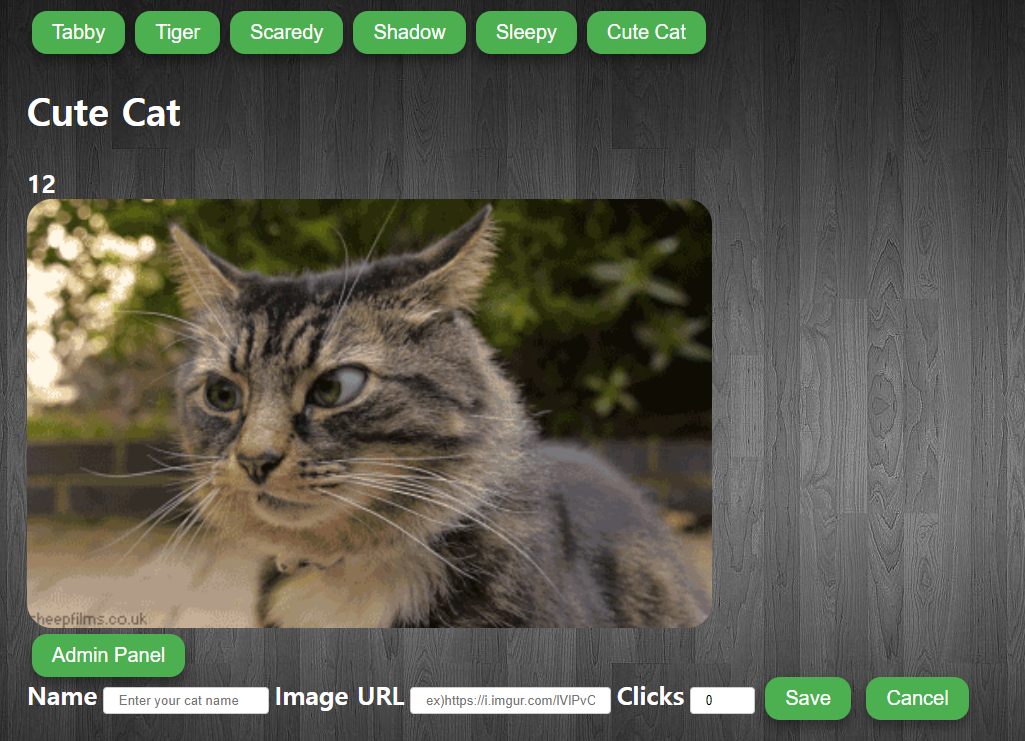 Tabby Tiger Scaredy Shadow Sleepy Cute Cat
Cute Cat
12
sheepfilms.co.uk
Admin Panel
Name Enter your cat name Image URL ex)https://i.imgur.com/IVIPvC Clicks 0 Save Cancel